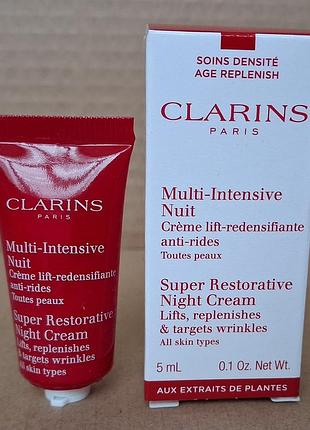 CLARINS
PARIS
Multi-Intensive
Nuit
Crème lift-redensifiante
anti-rides
Toutes peaux
Super Restorative
Night Cream
Lifts, replenishes
& targets wrinkles
All skin types
SOINS DENSITÉ
AGE REPLENISH
CLARINS
PARIS
Multi-Intensive
Nuit
Crème lift-redensifiante
anti-rides
Toutes peaux
Super Restorative
Night Cream
Lifts, replenishes
& targets wrinkles
All skin types
5 mL 0.1 Oz. Net Wt.
AUX EXTRAITS DE PLANTES